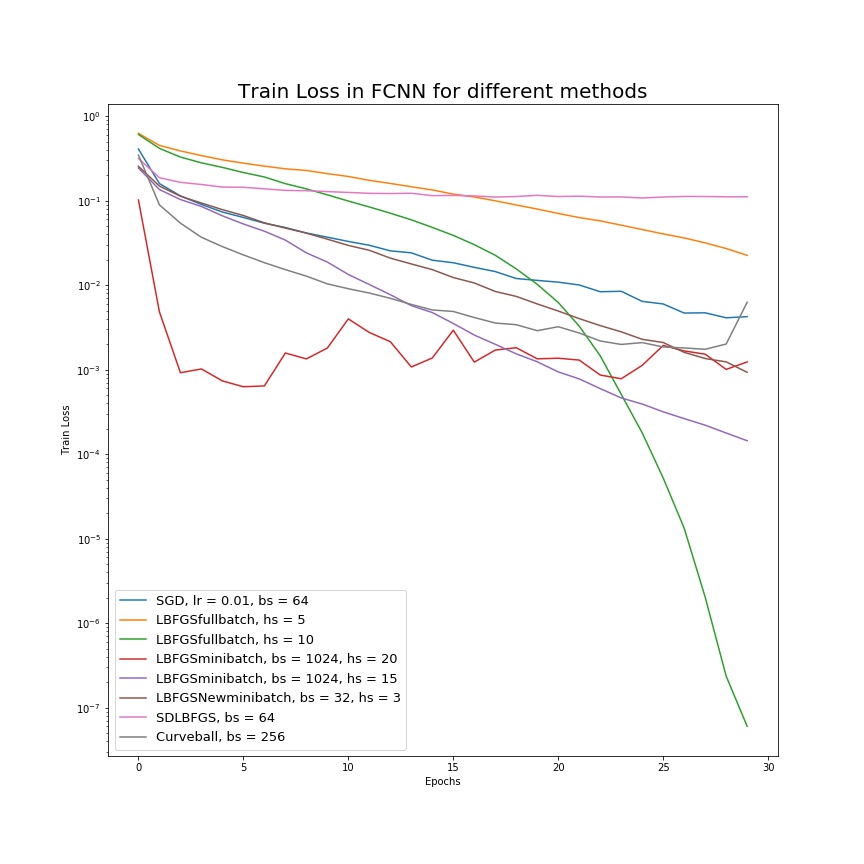 Train Loss in FCNN for different methods
10⁰
10⁻¹
10⁻²
10⁻³
10⁻⁴
10⁻⁵
10⁻⁶
10⁻⁷
Train Loss
SGD, lr = 0.01, bs = 64
LBFGSfullbatch, hs = 5
LBFGSfullbatch, hs = 10
LBFGSminibatch, bs = 1024, hs = 20
LBFGSminibatch, bs = 1024, hs = 15
LBFGSNewminibatch, bs = 32, hs = 3
SDLBFGS, bs = 64
Curveball, bs = 256
0 5 10 15 20 25 30
Epochs